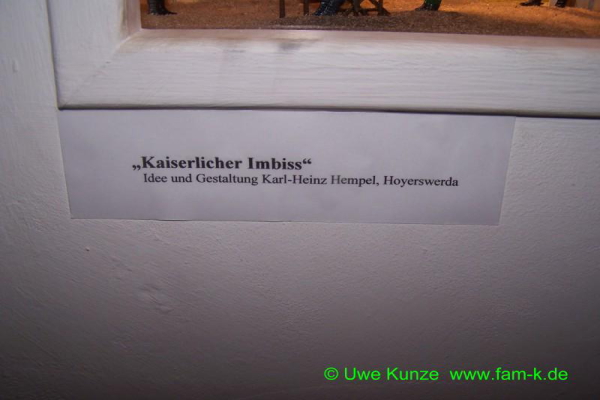 „Kaiserlicher Imbiss“
Idee und Gestaltung Karl-Heinz Hempel, Hoyerswerda
© Uwe Kunze www.fam-k.de